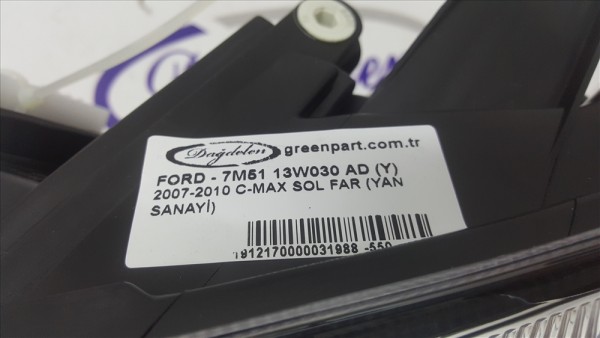 Dağdelen greenpart.com.tr
FORD - 7M51 13W030 AD (Y)
2007-2010 C-MAX SOL FAR (YAN
SANAYİ)
1912170000031988 -550